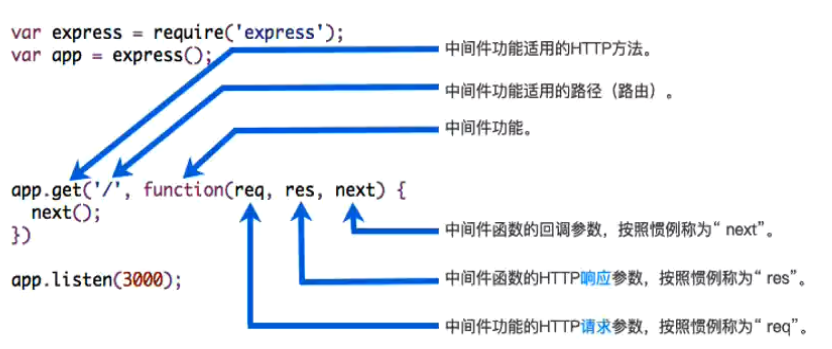 var express = require('express');
var app = express();
中间件功能适用的HTTP方法。
中间件功能适用的路径（路由）。
中间件功能。
app.get('/', function(req, res, next) {
  next();
})
app.listen(3000);
中间件函数的回调参数，按照惯例称为“ next”。
中间件函数的HTTP响应参数，按照惯例称为“ res”。
中间件功能的HTTP请求参数，按照惯例称为“ req”。